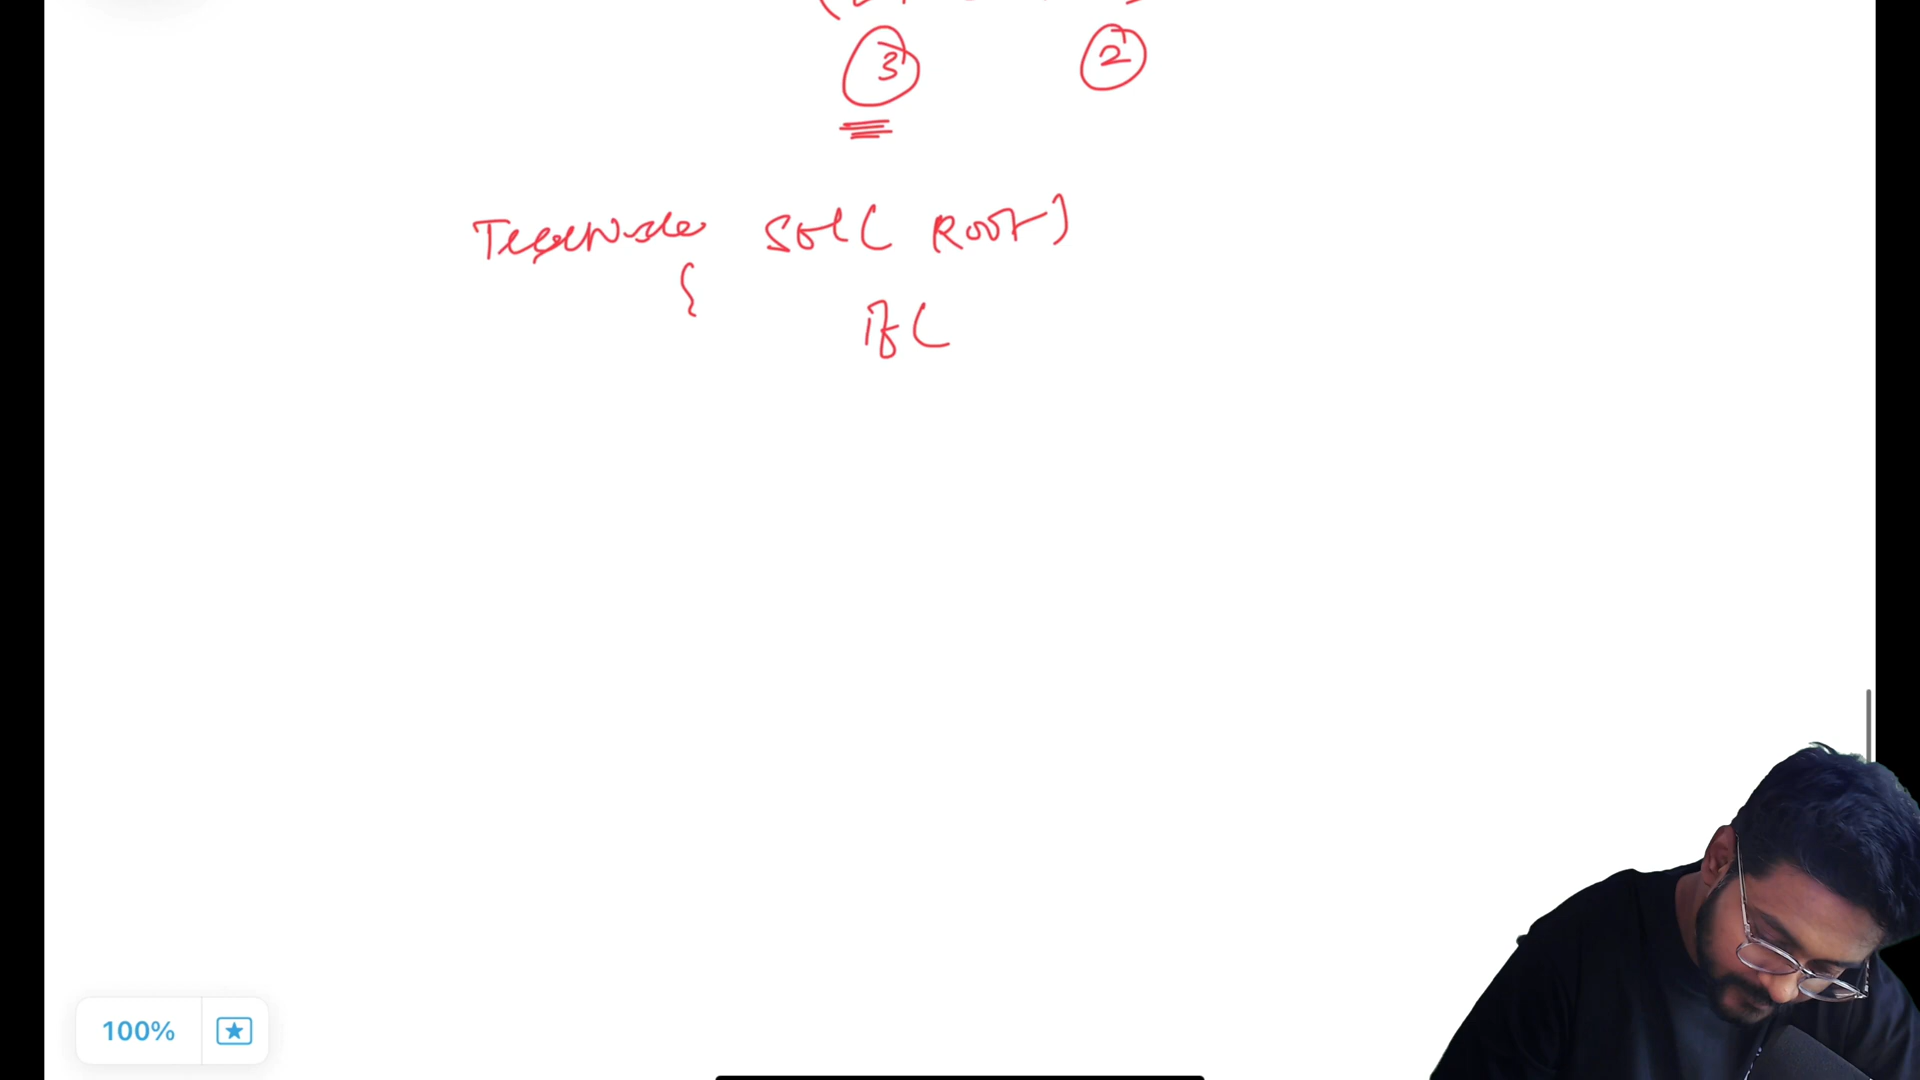 3 2
TreeNode Sol( Root)
{
if(
100%